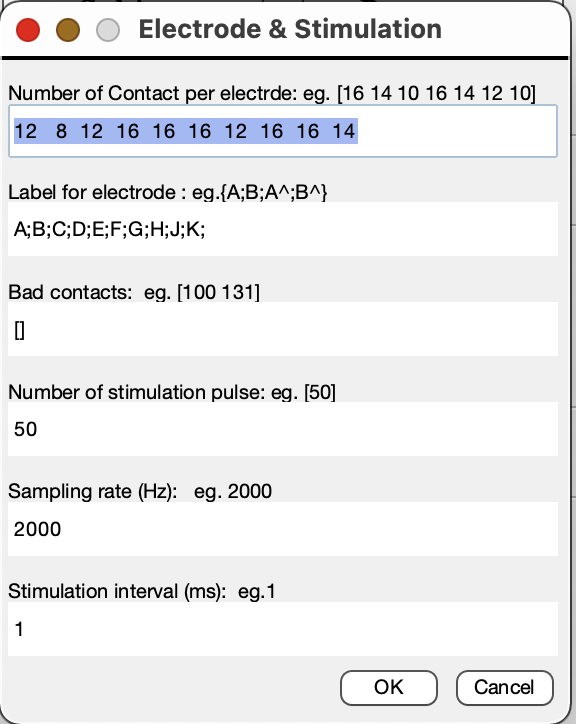 Electrode & Stimulation
Number of Contact per electrde: eg. [16 14 10 16 14 12 10]
12 8 12 16 16 16 12 16 16 14
Label for electrode : eg.{A;B;A^;B^}
A;B;C;D;E;F;G;H;J;K;
Bad contacts: eg. [100 131]
[]
Number of stimulation pulse: eg. [50]
50
Sampling rate (Hz): eg. 2000
2000
Stimulation interval (ms): eg.1
1
OK Cancel